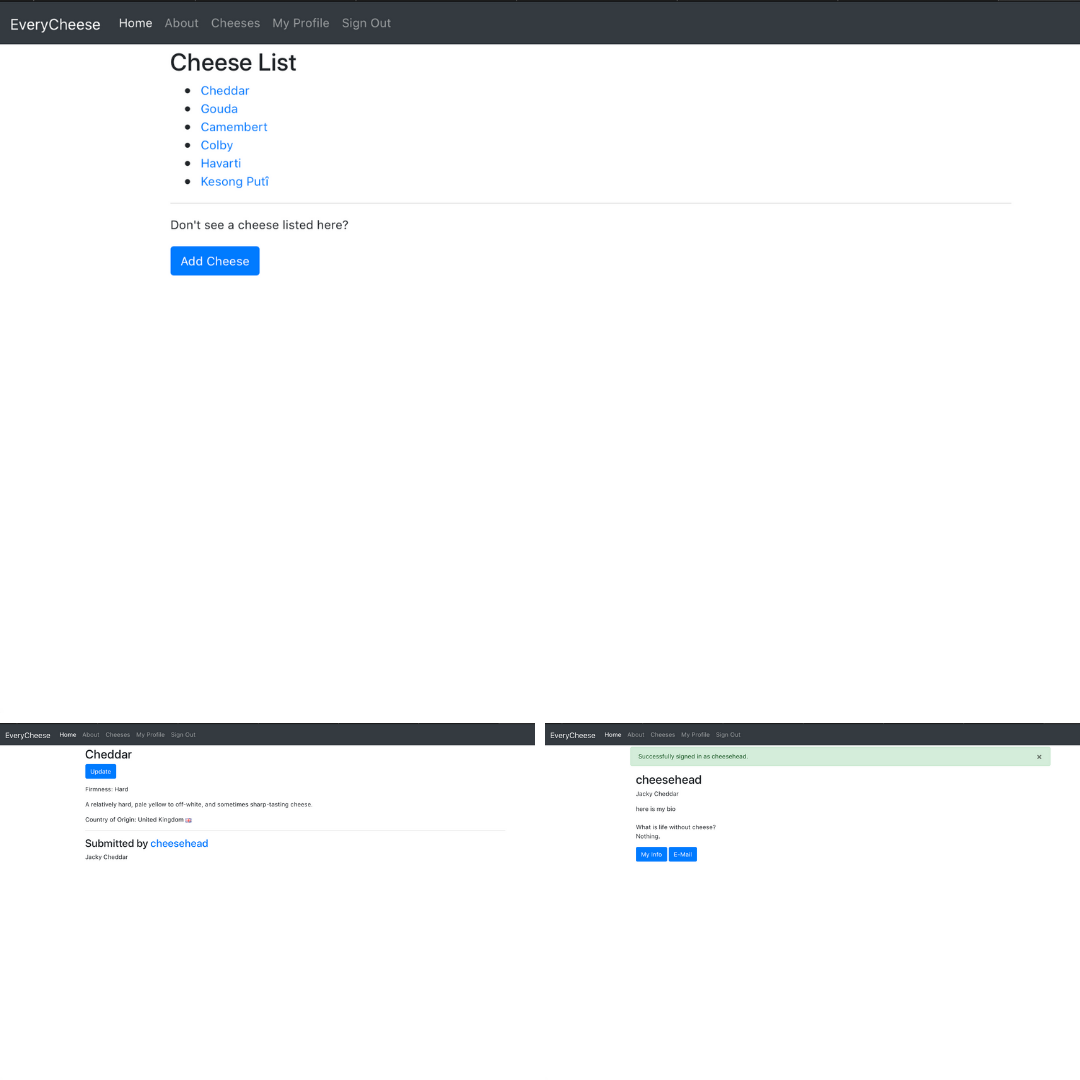 EveryCheese Home About Cheeses My Profile Sign Out
Cheese List
Cheddar
Gouda
Camembert
Colby
Havarti
Kesong Putî
Don't see a cheese listed here?
Add Cheese
EveryCheese Home About Cheeses My Profile Sign Out
Cheddar
Update
Firmness: Hard
A relatively hard, pale yellow to off-white, and sometimes sharp-tasting cheese.
Country of Origin: United Kingdom 🇬🇧
Submitted by cheesehead
Jacky Cheddar
EveryCheese Home About Cheeses My Profile Sign Out
Successfully signed in as cheesehead. ×
cheesehead
Jacky Cheddar
here is my bio
What is life without cheese?
Nothing.
My Info E-Mail